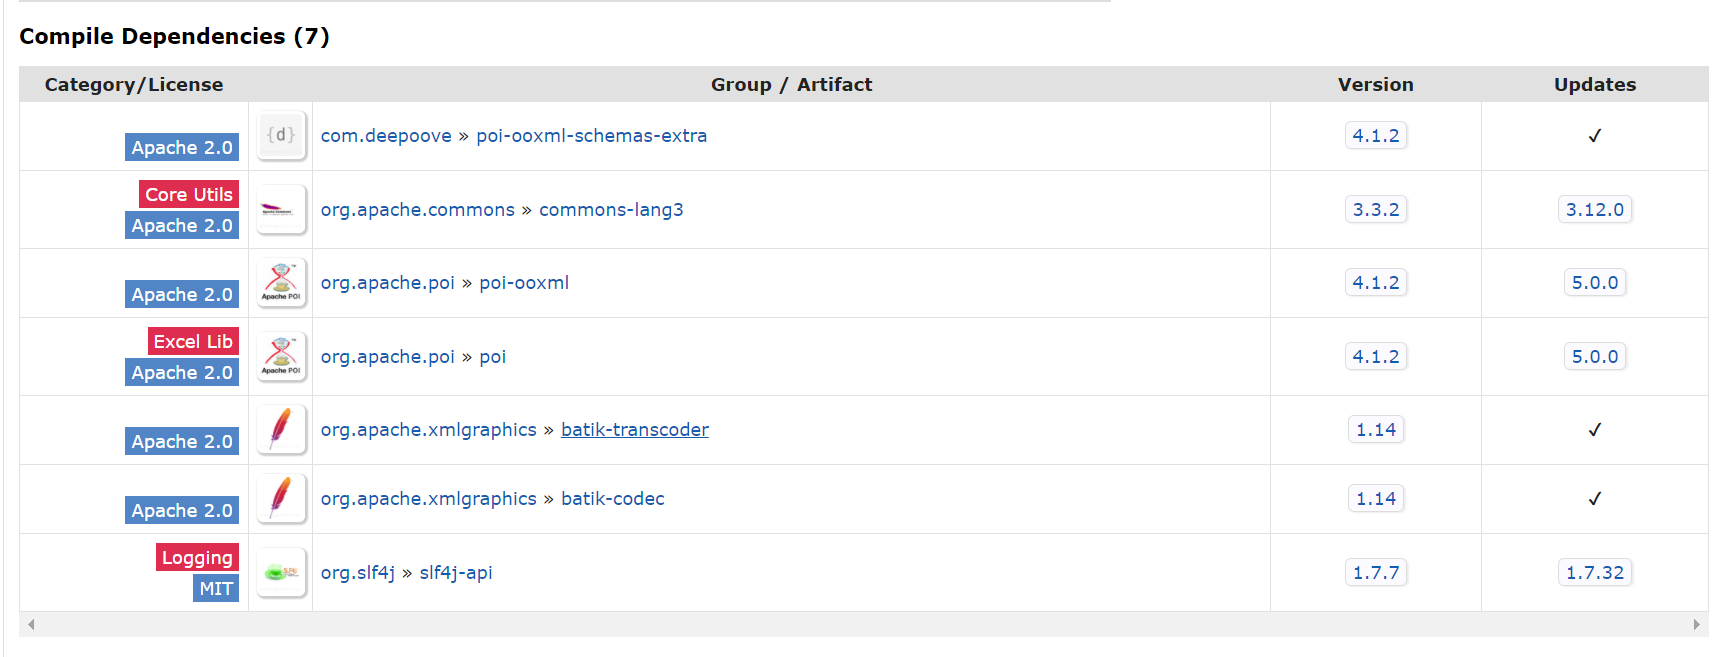 Compile Dependencies (7)
Category/License Group / Artifact Version Updates
Apache 2.0 {d} com.deepoove » poi-ooxml-schemas-extra 4.1.2 ✓
Core Utils
Apache 2.0 org.apache.commons » commons-lang3 3.3.2 3.12.0
Apache 2.0 Apache POI org.apache.poi » poi-ooxml 4.1.2 5.0.0
Excel Lib
Apache 2.0 Apache POI org.apache.poi » poi 4.1.2 5.0.0
Apache 2.0 org.apache.xmlgraphics » batik-transcoder 1.14 ✓
Apache 2.0 org.apache.xmlgraphics » batik-codec 1.14 ✓
Logging
MIT org.slf4j » slf4j-api 1.7.7 1.7.32